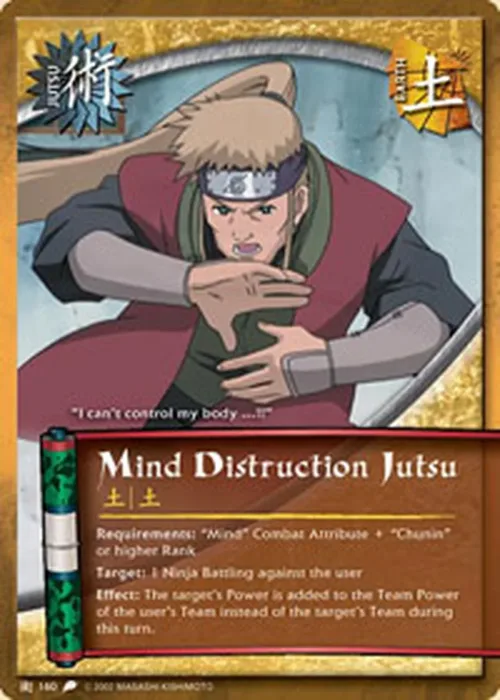 JUTSU 術
EARTH 土
"I can't control my body ...!!"
Mind Distruction Jutsu
土|土
Requirements: "Mind" Combat Attribute + "Chunin"
or higher Rank
Target: 1 Ninja Battling against the user
Effect: The target's Power is added to the Team Power
of the user's Team instead of the target's Team during
this turn.
術 160 © 2002 MASASHI KISHIMOTO